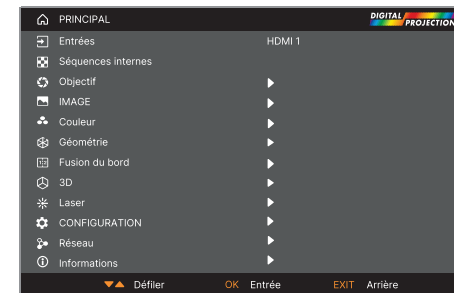 PRINCIPAL
DIGITAL PROJECTION
Entrées HDMI 1
Séquences internes
Objectif
IMAGE
Couleur
Géométrie
Fusion du bord
3D
Laser
CONFIGURATION
Réseau
Informations
Défiler OK Entrée EXIT Arrière